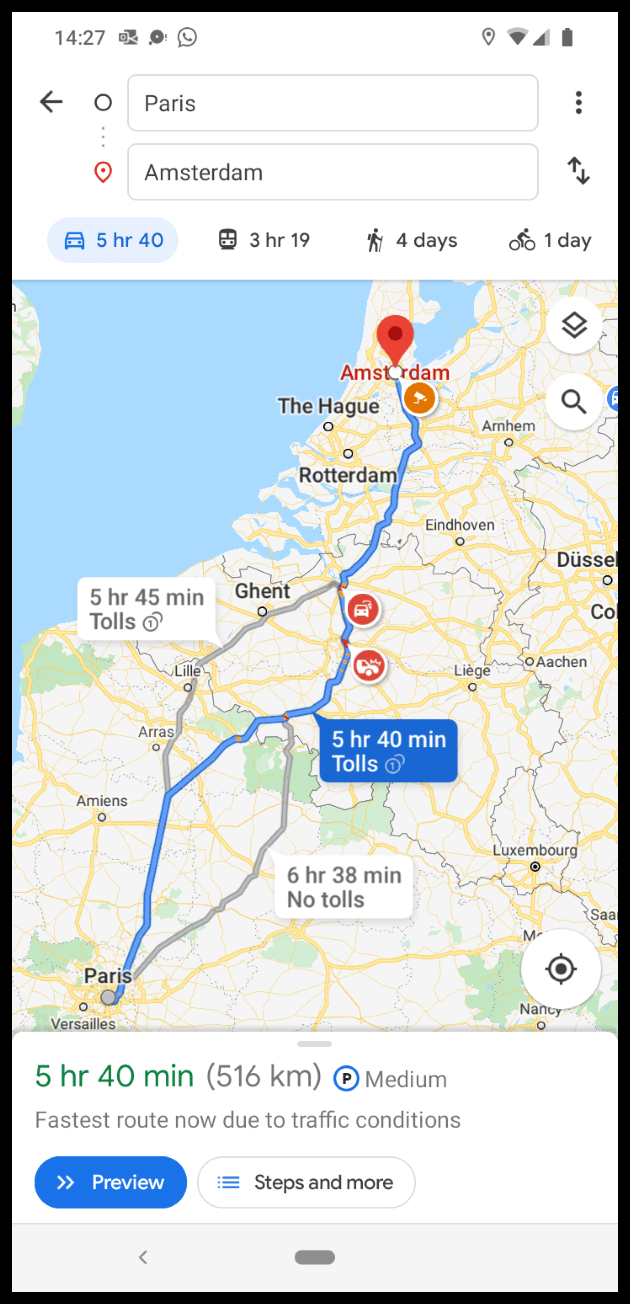 14:27
Paris
Amsterdam
5 hr 40
3 hr 19
4 days
1 day
Amsterdam
The Hague
Arnhem
Rotterdam
Eindhoven
Düssel
Ghent
5 hr 45 min
Tolls
Col
Aachen
Liège
Lille
Arras
5 hr 40 min
Tolls
Amiens
Luxembourg
6 hr 38 min
No tolls
Saa
Paris
Nancy
Versailles
5 hr 40 min (516 km) P Medium
Fastest route now due to traffic conditions
Preview
Steps and more